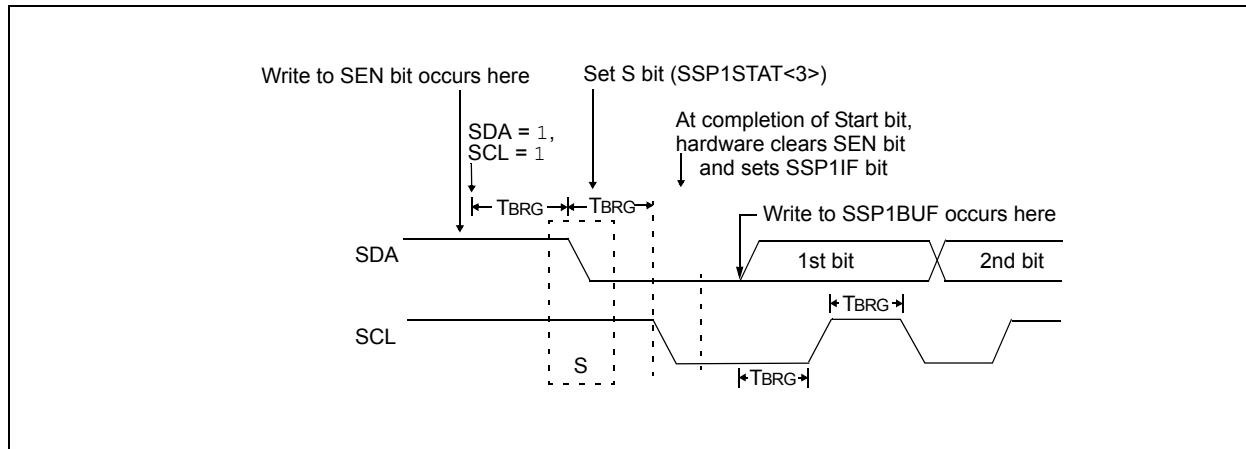 Write to SEN bit occurs here
Set S bit (SSP1STAT<3>)
SDA = 1,
SCL = 1
At completion of Start bit,
hardware clears SEN bit
and sets SSP1IF bit
TBRG
TBRG
Write to SSP1BUF occurs here
SDA
1st bit
2nd bit
TBRG
SCL
S
TBRG